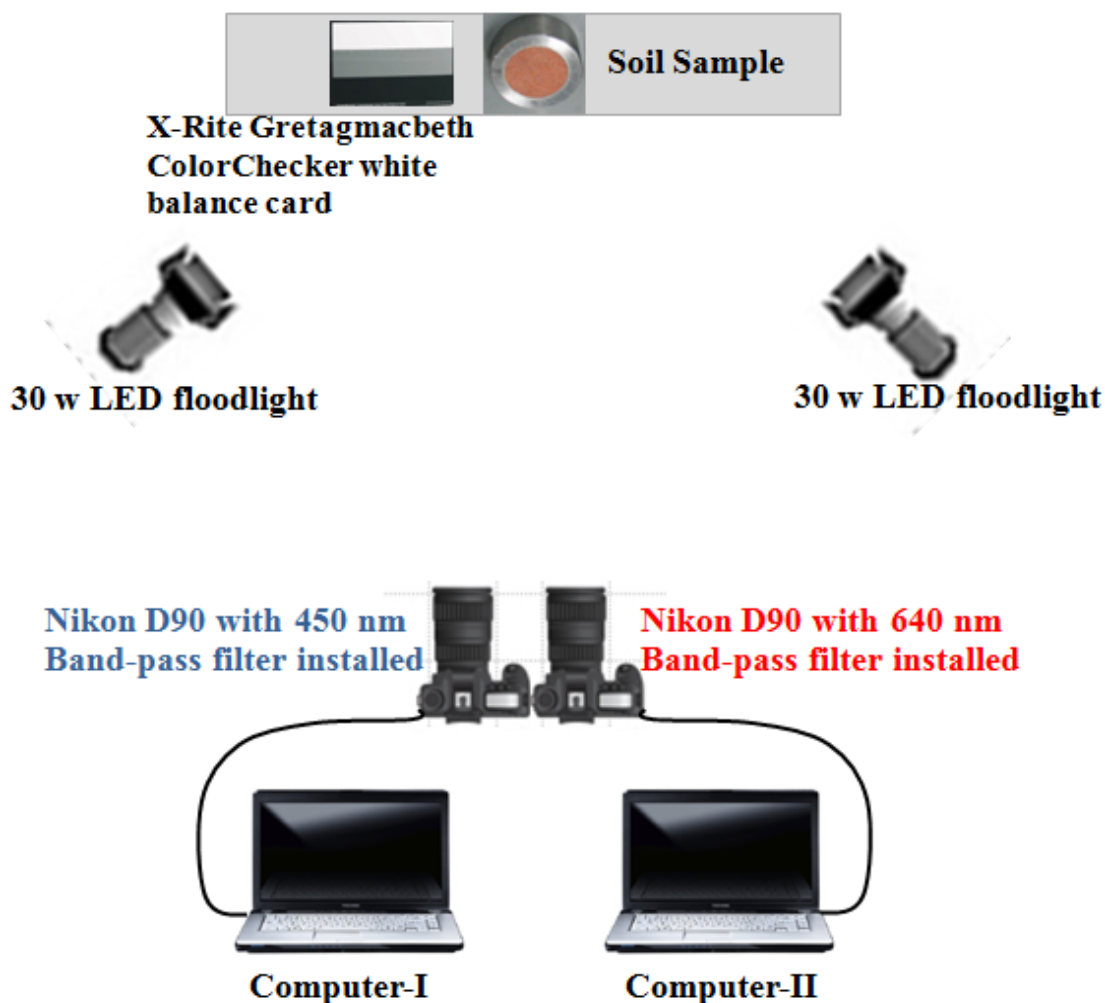 Soil Sample
X-Rite Gretagmacbeth
ColorChecker white
balance card
30 w LED floodlight
30 w LED floodlight
Nikon D90 with 450 nm
Band-pass filter installed
Nikon D90 with 640 nm
Band-pass filter installed
Computer-I
Computer-II